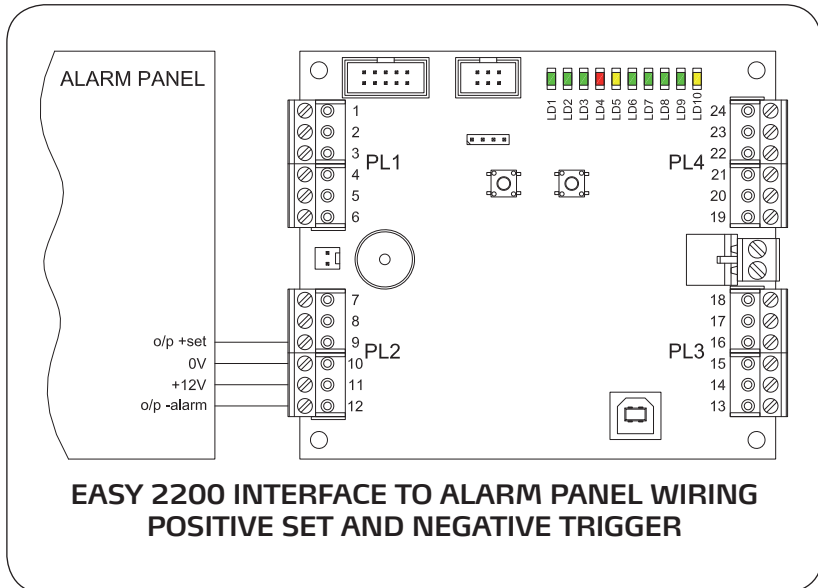 ALARM PANEL
LD1
LD2
LD3
LD4
LD5
LD6
LD7
LD8
LD9
LD10
1
2
3
4
5
6
PL1
24
23
22
21
20
19
PL4
7
8
9
10
11
12
PL2
18
17
16
15
14
13
PL3
o/p +set
0V
+12V
o/p -alarm
EASY 2200 INTERFACE TO ALARM PANEL WIRING
POSITIVE SET AND NEGATIVE TRIGGER